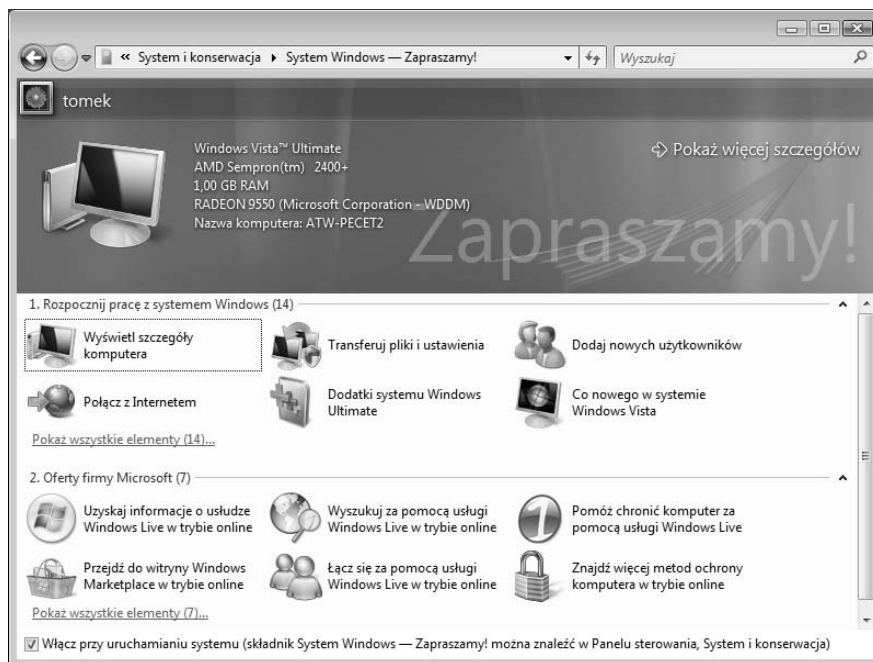 « System i konserwacja ▸ System Windows — Zapraszamy!
Wyszukaj
tomek
Windows Vista™ Ultimate
AMD Sempron(tm) 2400+
1,00 GB RAM
RADEON 9550 (Microsoft Corporation - WDDM)
Nazwa komputera: ATW-PECET2
Pokaż więcej szczegółów
Zapraszamy!
1. Rozpocznij pracę z systemem Windows (14)
Wyświetl szczegóły
komputera
Transferuj pliki i ustawienia
Dodaj nowych użytkowników
Połącz z Internetem
Dodatki systemu Windows
Ultimate
Co nowego w systemie
Windows Vista
Pokaż wszystkie elementy (14)...
2. Oferty firmy Microsoft (7)
Uzyskaj informacje o usłudze
Windows Live w trybie online
Wyszukuj za pomocą usługi
Windows Live w trybie online
Pomóż chronić komputer za
pomocą usługi Windows Live
Przejdź do witryny Windows
Marketplace w trybie online
Łącz się za pomocą usługi
Windows Live w trybie online
Znajdź więcej metod ochrony
komputera w trybie online
Pokaż wszystkie elementy (7)...
Włącz przy uruchamianiu systemu (składnik System Windows — Zapraszamy! można znaleźć w Panelu sterowania, System i konserwacja)